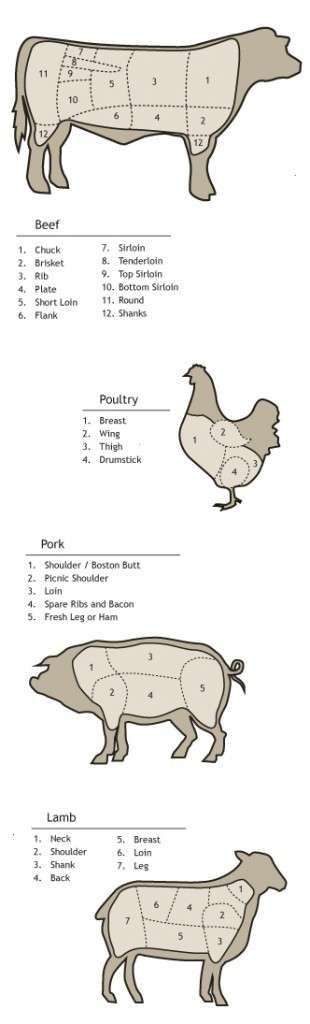 7
8
11
9
5
3
1
10
6
4
2
12
12
Beef
1. Chuck
2. Brisket
3. Rib
4. Plate
5. Short Loin
6. Flank
7. Sirloin
8. Tenderloin
9. Top Sirloin
10. Bottom Sirloin
11. Round
12. Shanks
Poultry
1. Breast
2. Wing
3. Thigh
4. Drumstick
1
2
3
4
Pork
1. Shoulder / Boston Butt
2. Picnic Shoulder
3. Loin
4. Spare Ribs and Bacon
5. Fresh Leg or Ham
1
3
2
4
5
Lamb
1. Neck
2. Shoulder
3. Shank
4. Back
5. Breast
6. Loin
7. Leg
1
6
4
2
7
5
3